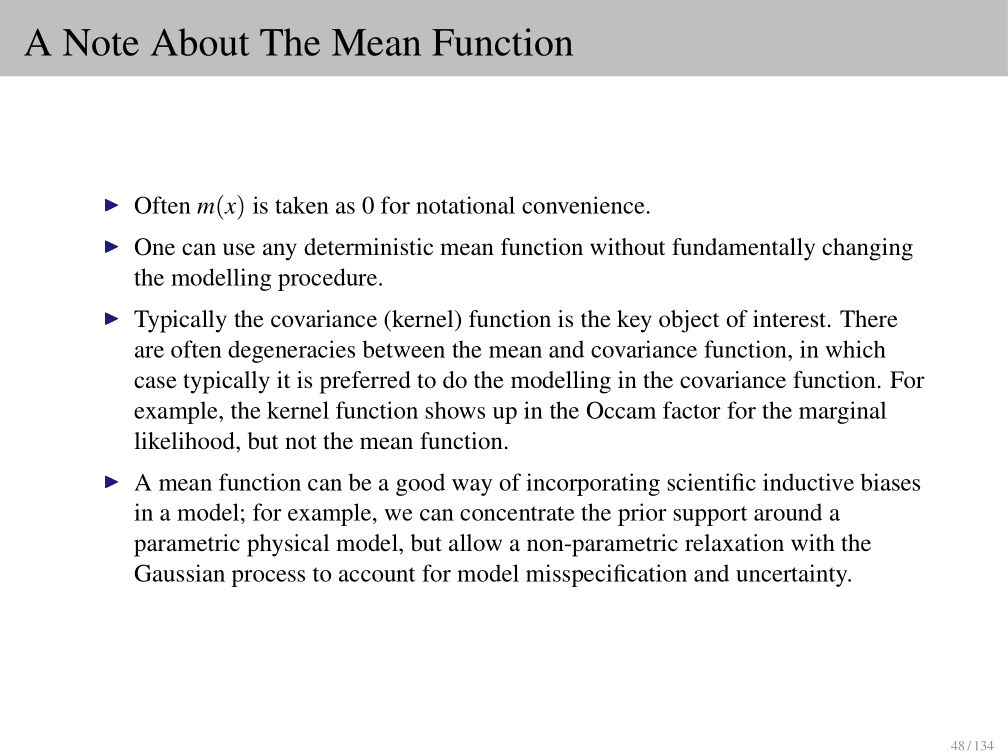 A Note About The Mean Function
▶ Often m(x) is taken as 0 for notational convenience.
▶ One can use any deterministic mean function without fundamentally changing
the modelling procedure.
▶ Typically the covariance (kernel) function is the key object of interest. There
are often degeneracies between the mean and covariance function, in which
case typically it is preferred to do the modelling in the covariance function. For
example, the kernel function shows up in the Occam factor for the marginal
likelihood, but not the mean function.
▶ A mean function can be a good way of incorporating scientific inductive biases
in a model; for example, we can concentrate the prior support around a
parametric physical model, but allow a non-parametric relaxation with the
Gaussian process to account for model misspecification and uncertainty.
48 / 134